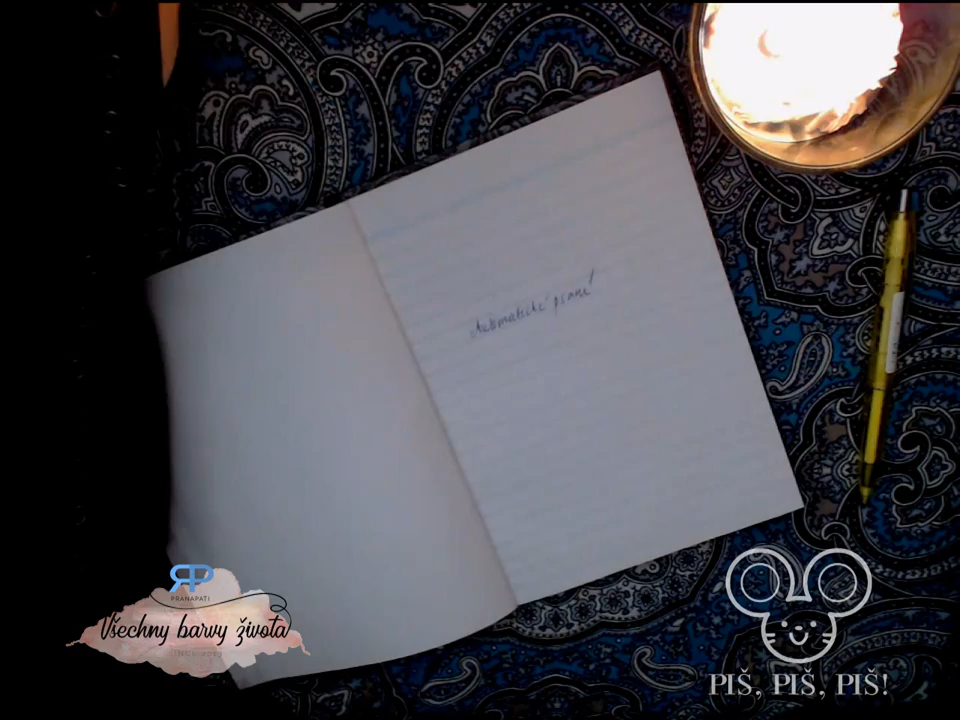 automatické psaní
PRANAPATI
Všechny barvy života
PIŠ, PIŠ, PIŠ!